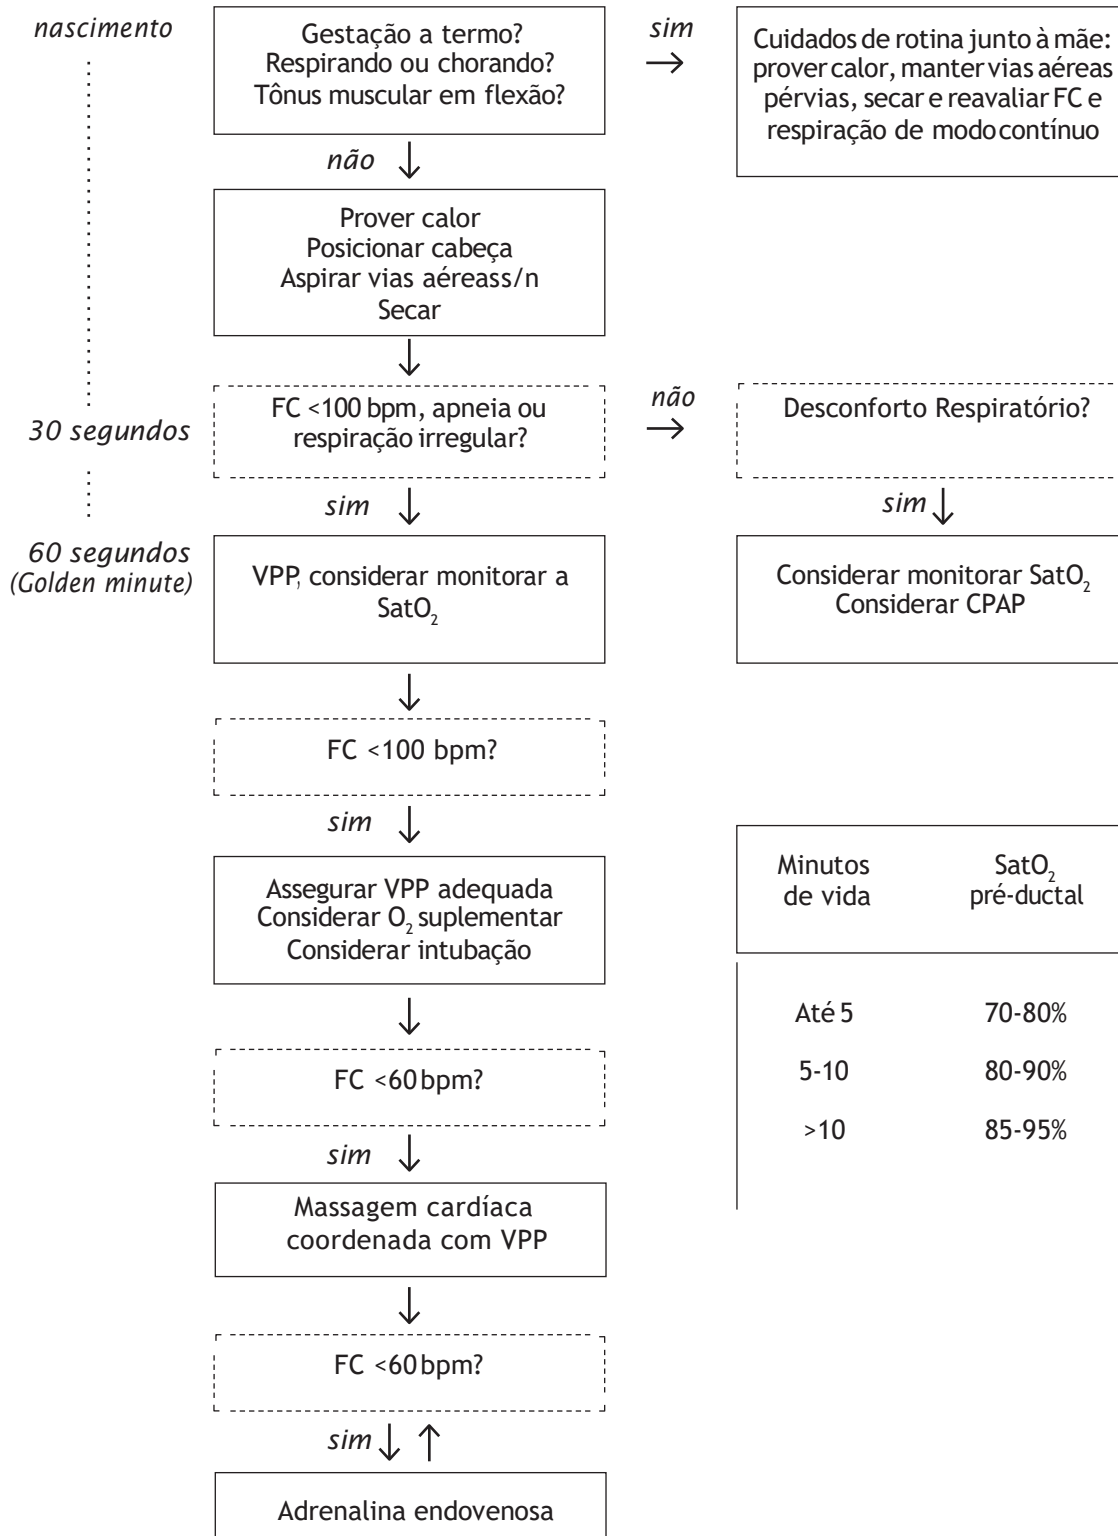 nascimento
Gestação a termo?
Respirando ou chorando?
Tônus muscular em flexão?
sim
Cuidados de rotina junto à mãe:
prover calor, manter vias aéreas
pérvias, secar e reavaliar FC e
respiração de modo contínuo
não
Prover calor
Posicionar cabeça
Aspirar vias aéreass/n
Secar
30 segundos
FC <100 bpm, apneia ou
respiração irregular?
não
Desconforto Respiratório?
sim
sim
60 segundos
(Golden minute)
VPP, considerar monitorar a
SatO₂
Considerar monitorar SatO₂
Considerar CPAP
FC <100 bpm?
sim
Assegurar VPP adequada
Considerar O₂ suplementar
Considerar intubação
FC <60 bpm?
sim
Massagem cardíaca
coordenada com VPP
FC <60 bpm?
sim
Adrenalina endovenosa
Minutos de vida SatO₂ pré-ductal
Até 5 70-80%
5-10 80-90%
>10 85-95%